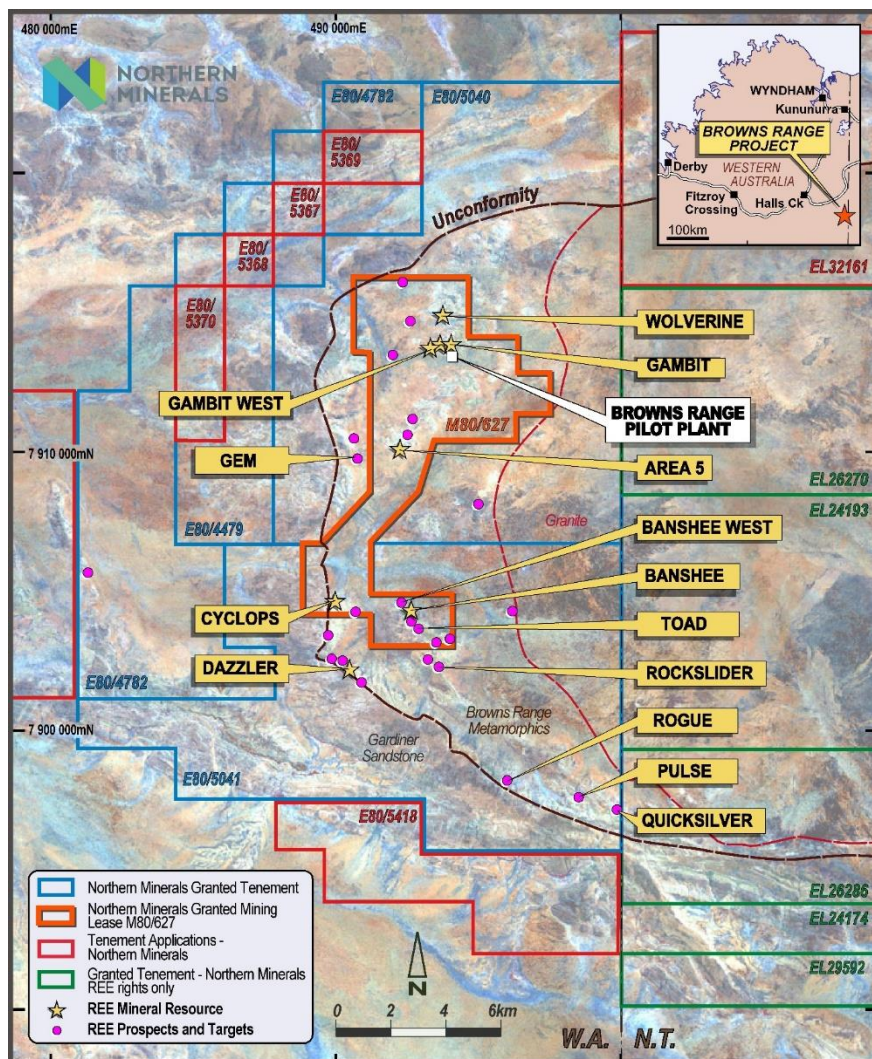 480 000mE
490 000mE
NORTHERN
MINERALS
E80/4782
E80/5040
E80/
5369
E80/
5367
E80/
5368
E80/
5370
Unconformity
WYNDHAM
Kununurra
BROWNS RANGE
PROJECT
Derby
WESTERN
AUSTRALIA
Fitzroy
Crossing
Halls Ck
100km
EL32161
WOLVERINE
GAMBIT
GAMBIT WEST
BROWNS RANGE
PILOT PLANT
M80/627
7 910 000mN
GEM
AREA 5
EL26270
EL24193
E80/4479
Granite
BANSHEE WEST
BANSHEE
CYCLOPS
TOAD
DAZZLER
ROCKSLIDER
E80/4782
7 900 000mN
Browns Range
Metamorphics
Gardiner
Sandstone
ROGUE
PULSE
E80/5041
E80/5418
QUICKSILVER
EL26286
EL24174
EL29592
Northern Minerals Granted Tenement
Northern Minerals Granted Mining
Lease M80/627
Tenement Applications -
Northern Minerals
Granted Tenement - Northern Minerals
REE rights only
REE Mineral Resource
REE Prospects and Targets
N
0 2 4 6km
W.A. N.T.